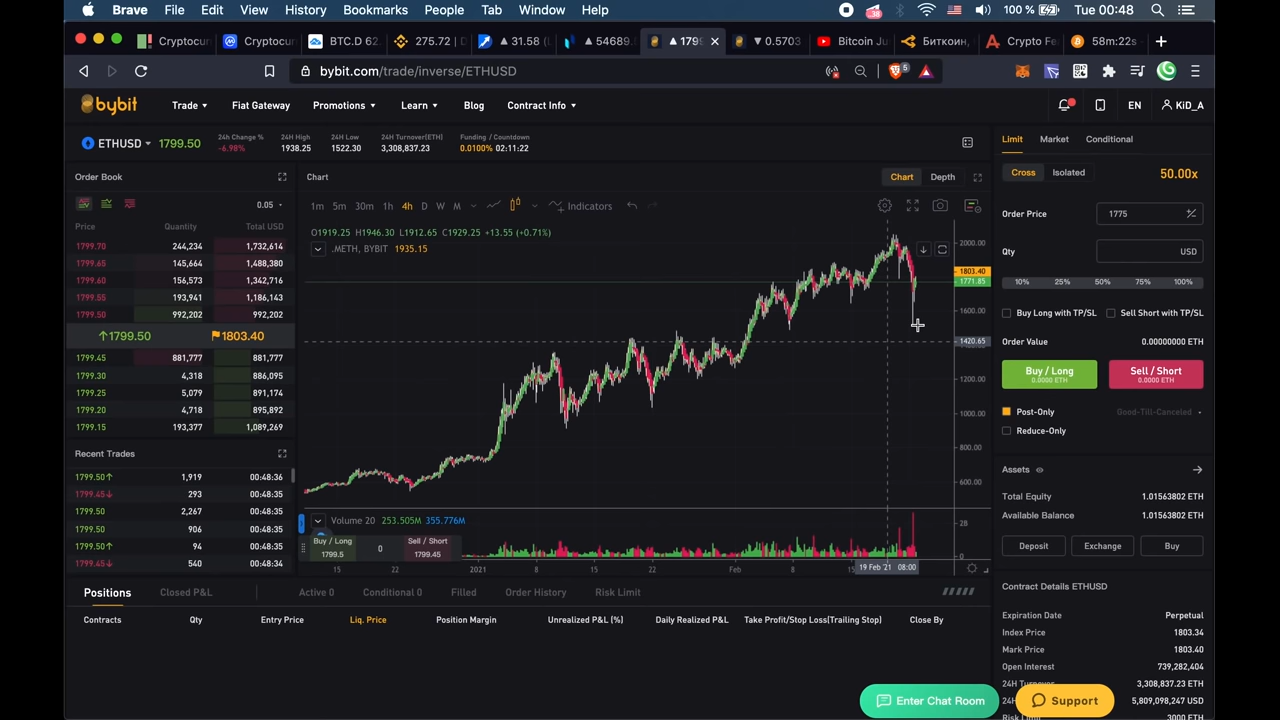 Brave File Edit View History Bookmarks People Tab Window Help 38 100 % Tue 00:48
Cryptocur Cryptocur BTC.D 62. 275.72 | D ▲ 31.58 (( ▲ 54689. ▲ 179 ▼ 0.5703 Bitcoin Ju Биткоин, Crypto Fe 58m:22s
bybit.com/trade/inverse/ETHUSD 5
bybit Trade Fiat Gateway Promotions Learn Blog Contract Info EN KiD_A
ETHUSD 1799.50
24h Change % 24H High 24H Low 24H Turnover(ETH) Funding / Countdown
-6.98% 1938.25 1522.30 3,308,837.23 0.0100% 02:11:22
Order Book
0.05
Price Quantity Total USD
1799.70 244,234 1,732,614
1799.65 145,664 1,488,380
1799.60 156,573 1,342,716
1799.55 193,941 1,186,143
1799.50 992,202 992,202
↑1799.50 1803.40
1799.45 881,777 881,777
1799.30 4,318 886,095
1799.25 5,079 891,174
1799.20 4,718 895,892
1799.15 193,377 1,089,269
Recent Trades
1799.50↑ 1,919 00:48:36
1799.45↓ 293 00:48:35
1799.50 2,267 00:48:35
1799.50 906 00:48:35
1799.50↑ 94 00:48:35
1799.45↓ 540 00:48:34
Chart Chart Depth
1m 5m 30m 1h 4h D W M Indicators
O1919.25 H1946.30 L1912.65 C1929.25 +13.55 (+0.71%)
.METH, BYBIT 1935.15
2000.00
1803.40
1771.85
1600.00
1420.65
1200.00
1000.00
800.00
600.00
Volume 20 253.505M 355.776M
2B
0
Buy / Long 1799.5 0 Sell / Short 1799.45
15 22 2021 8 15 22 Feb 8 15 19 Feb '21 08:00
Limit Market Conditional
Cross Isolated 50.00x
Order Price 1775
Qty USD
10% 25% 50% 75% 100%
Buy Long with TP/SL Sell Short with TP/SL
Order Value 0.00000000 ETH
Buy / Long Sell / Short
0.0000 ETH 0.0000 ETH
Post-Only Good-Till-Canceled
Reduce-Only
Assets
Total Equity 1.01563802 ETH
Available Balance 1.01563802 ETH
Deposit Exchange Buy
Contract Details ETHUSD
Expiration Date Perpetual
Index Price 1803.34
Mark Price 1803.40
Open Interest 739,282,404
24H Turnover 3,308,837.23 ETH
24H 5,809,098,247 USD
Risk Limit 3000 ETH
Positions Closed P&L Active 0 Conditional 0 Filled Order History Risk Limit
Contracts Qty Entry Price Liq. Price Position Margin Unrealized P&L (%) Daily Realized P&L Take Profit/Stop Loss(Trailing Stop) Close By
Enter Chat Room
Support